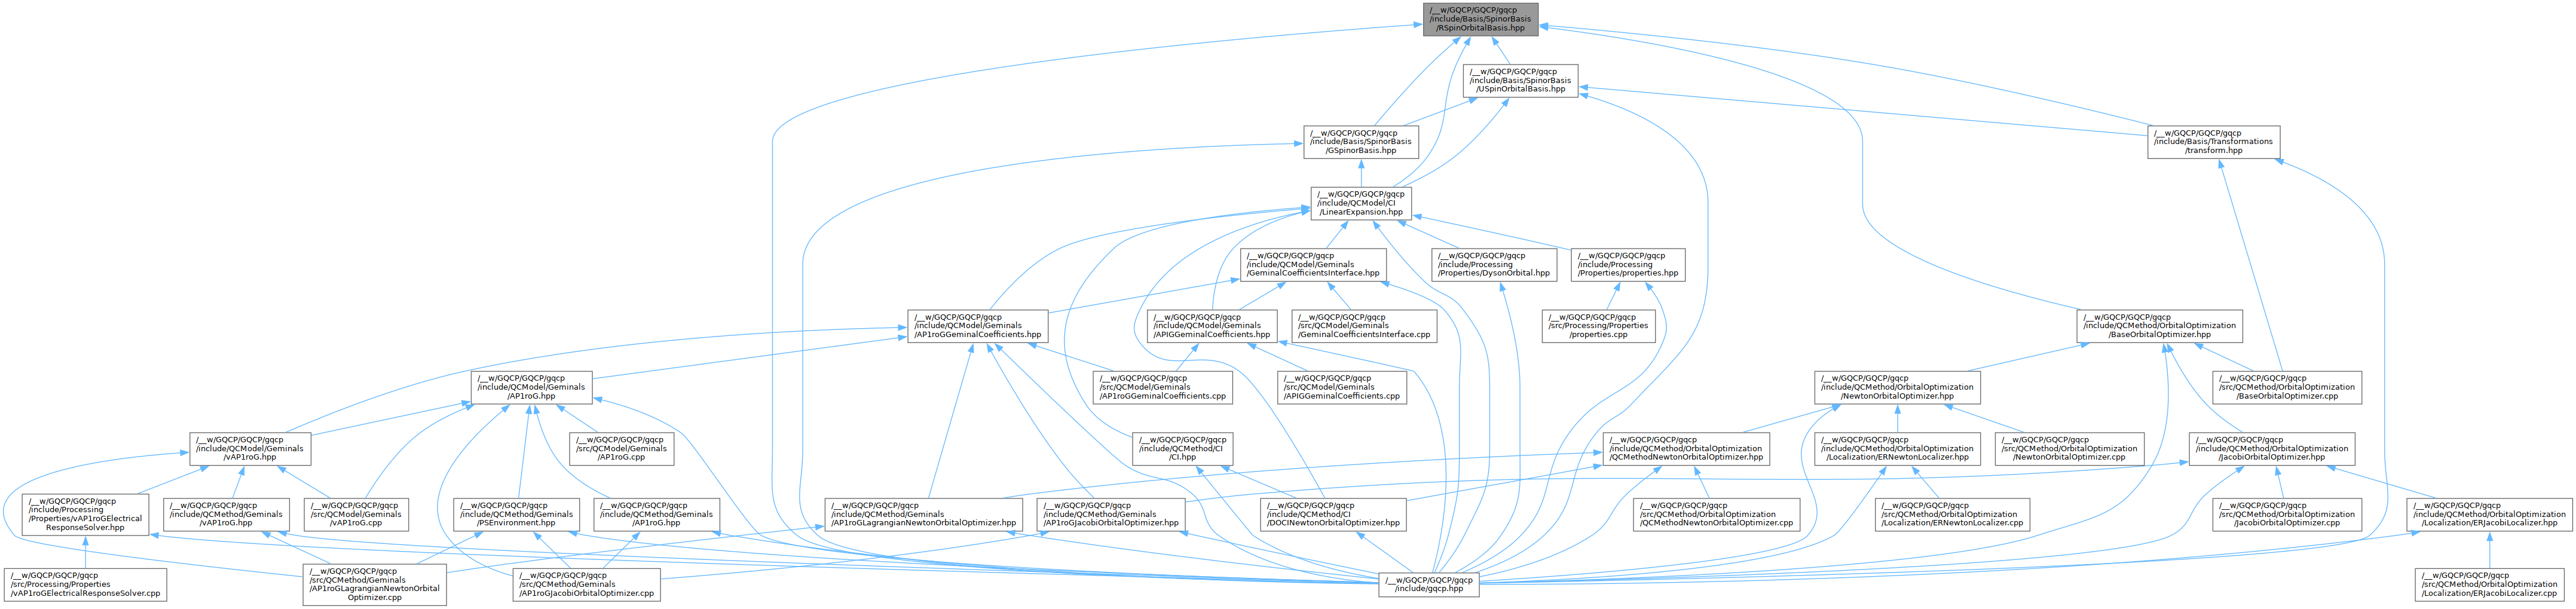 /__w/GQCP/GQCP/gqcp
/include/Basis/SpinorBasis
/RSpinOrbitalBasis.hpp
/__w/GQCP/GQCP/gqcp
/include/Basis/SpinorBasis
/USpinOrbitalBasis.hpp
/__w/GQCP/GQCP/gqcp
/include/Basis/SpinorBasis
/GSpinorBasis.hpp
/__w/GQCP/GQCP/gqcp
/include/Basis/Transformations
/transform.hpp
/__w/GQCP/GQCP/gqcp
/include/QCModel/CI
/LinearExpansion.hpp
/__w/GQCP/GQCP/gqcp
/include/QCModel/Geminals
/GeminalCoefficientsInterface.hpp
/__w/GQCP/GQCP/gqcp
/include/Processing
/Properties/DysonOrbital.hpp
/__w/GQCP/GQCP/gqcp
/include/Processing
/Properties/properties.hpp
/__w/GQCP/GQCP/gqcp
/include/QCModel/Geminals
/AP1roGGeminalCoefficients.hpp
/__w/GQCP/GQCP/gqcp
/include/QCModel/Geminals
/APIGGeminalCoefficients.hpp
/__w/GQCP/GQCP/gqcp
/src/QCModel/Geminals
/GeminalCoefficientsInterface.cpp
/__w/GQCP/GQCP/gqcp
/src/Processing/Properties
/properties.cpp
/__w/GQCP/GQCP/gqcp
/include/QCMethod/OrbitalOptimization
/BaseOrbitalOptimizer.hpp
/__w/GQCP/GQCP/gqcp
/include/QCModel/Geminals
/AP1roG.hpp
/__w/GQCP/GQCP/gqcp
/src/QCModel/Geminals
/AP1roGGeminalCoefficients.cpp
/__w/GQCP/GQCP/gqcp
/src/QCModel/Geminals
/APIGGeminalCoefficients.cpp
/__w/GQCP/GQCP/gqcp
/include/QCMethod/OrbitalOptimization
/NewtonOrbitalOptimizer.hpp
/__w/GQCP/GQCP/gqcp
/src/QCMethod/OrbitalOptimization
/BaseOrbitalOptimizer.cpp
/__w/GQCP/GQCP/gqcp
/include/QCModel/Geminals
/vAP1roG.hpp
/__w/GQCP/GQCP/gqcp
/src/QCModel/Geminals
/AP1roG.cpp
/__w/GQCP/GQCP/gqcp
/include/QCMethod/CI
/CI.hpp
/__w/GQCP/GQCP/gqcp
/include/QCMethod/OrbitalOptimization
/QCMethodNewtonOrbitalOptimizer.hpp
/__w/GQCP/GQCP/gqcp
/include/QCMethod/OrbitalOptimization
/Localization/ERNewtonLocalizer.hpp
/__w/GQCP/GQCP/gqcp
/src/QCMethod/OrbitalOptimization
/NewtonOrbitalOptimizer.cpp
/__w/GQCP/GQCP/gqcp
/include/QCMethod/OrbitalOptimization
/JacobiOrbitalOptimizer.hpp
/__w/GQCP/GQCP/gqcp
/include/Processing
/Properties/vAP1roGElectrical
ResponseSolver.hpp
/__w/GQCP/GQCP/gqcp
/include/QCMethod/Geminals
/vAP1roG.hpp
/__w/GQCP/GQCP/gqcp
/src/QCModel/Geminals
/vAP1roG.cpp
/__w/GQCP/GQCP/gqcp
/include/QCMethod/Geminals
/PSEnvironment.hpp
/__w/GQCP/GQCP/gqcp
/include/QCMethod/Geminals
/AP1roG.hpp
/__w/GQCP/GQCP/gqcp
/include/QCMethod/Geminals
/AP1roGLagrangianNewtonOrbitalOptimizer.hpp
/__w/GQCP/GQCP/gqcp
/include/QCMethod/Geminals
/AP1roGJacobiOrbitalOptimizer.hpp
/__w/GQCP/GQCP/gqcp
/include/QCMethod/CI
/DOCINewtonOrbitalOptimizer.hpp
/__w/GQCP/GQCP/gqcp
/src/QCMethod/OrbitalOptimization
/QCMethodNewtonOrbitalOptimizer.cpp
/__w/GQCP/GQCP/gqcp
/src/QCMethod/OrbitalOptimization
/Localization/ERNewtonLocalizer.cpp
/__w/GQCP/GQCP/gqcp
/src/QCMethod/OrbitalOptimization
/JacobiOrbitalOptimizer.cpp
/__w/GQCP/GQCP/gqcp
/include/QCMethod/OrbitalOptimization
/Localization/ERJacobiLocalizer.hpp
/__w/GQCP/GQCP/gqcp
/src/Processing/Properties
/vAP1roGElectricalResponseSolver.cpp
/__w/GQCP/GQCP/gqcp
/src/QCMethod/Geminals
/AP1roGLagrangianNewtonOrbital
Optimizer.cpp
/__w/GQCP/GQCP/gqcp
/src/QCMethod/Geminals
/AP1roGJacobiOrbitalOptimizer.cpp
/__w/GQCP/GQCP/gqcp
/include/gqcp.hpp
/__w/GQCP/GQCP/gqcp
/src/QCMethod/OrbitalOptimization
/Localization/ERJacobiLocalizer.cpp